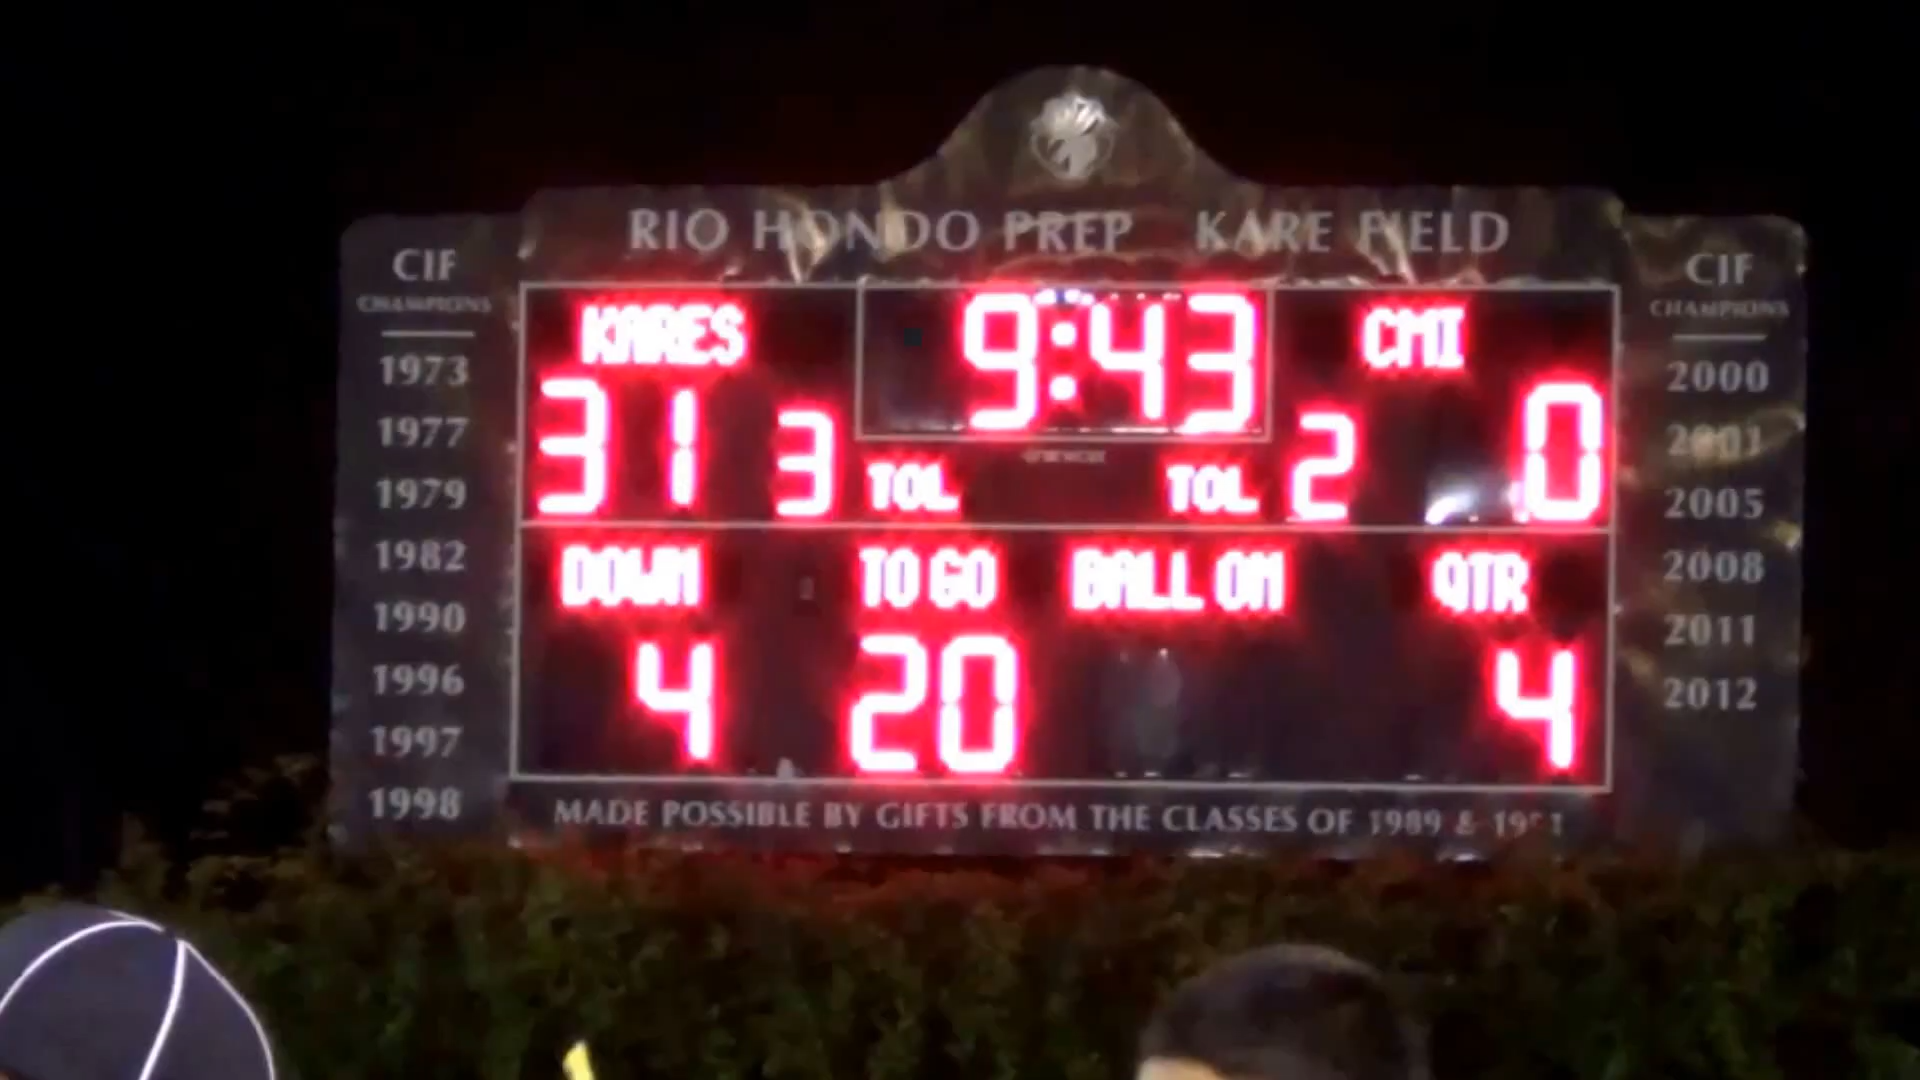 RIO HONDO PREP KARE FIELD
CIF
CHAMPIONS
1973
1977
1979
1982
1990
1996
1997
1998
KARES 9:43 CMI
31 3 TOL TOL 2 0
DOWN TO GO BALL ON QTR
4 20 4
MADE POSSIBLE BY GIFTS FROM THE CLASSES OF 1989 &
CIF
CHAMPIONS
2000
2001
2005
2008
2011
2012